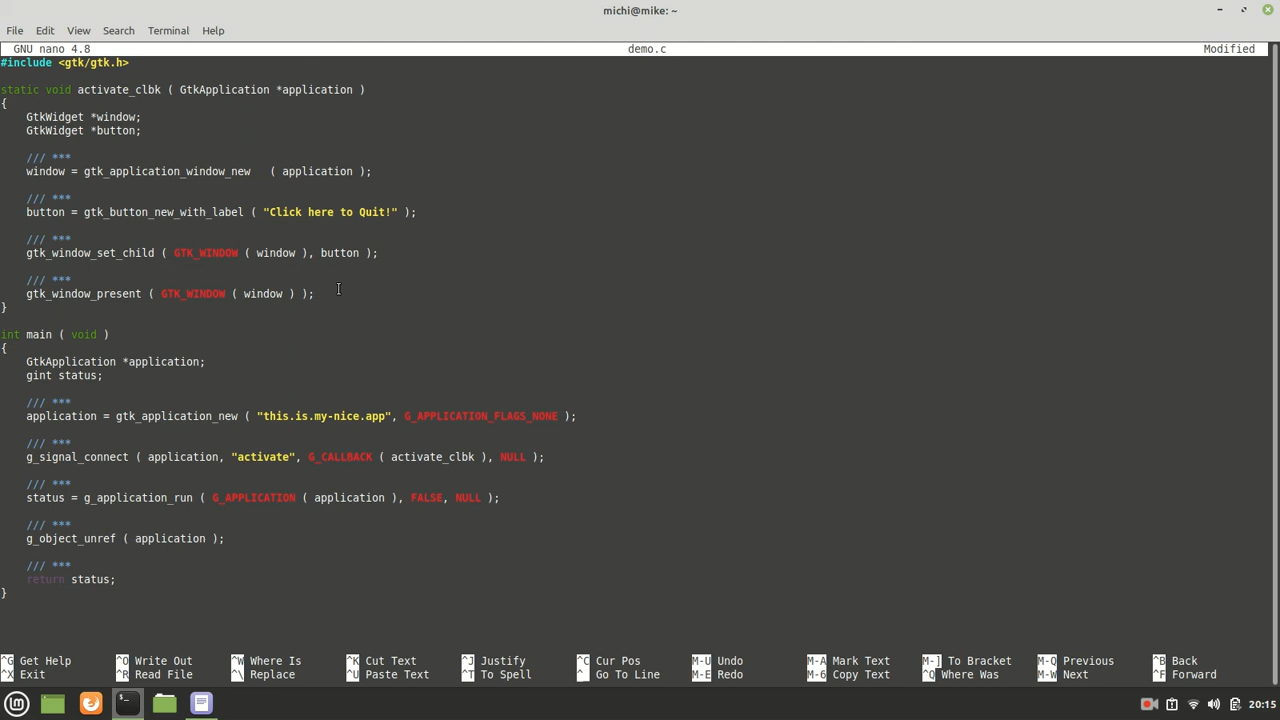 michi@mike: ~
File Edit View Search Terminal Help
GNU nano 4.8 demo.c Modified
#include <gtk/gtk.h>
static void activate_clbk ( GtkApplication *application )
{
    GtkWidget *window;
    GtkWidget *button;
    /// ***
    window = gtk_application_window_new   ( application );
    /// ***
    button = gtk_button_new_with_label ( "Click here to Quit!" );
    /// ***
    gtk_window_set_child ( GTK_WINDOW ( window ), button );
    /// ***
    gtk_window_present ( GTK_WINDOW ( window ) );
}
int main ( void )
{
    GtkApplication *application;
    gint status;
    /// ***
    application = gtk_application_new ( "this.is.my-nice.app", G_APPLICATION_FLAGS_NONE );
    /// ***
    g_signal_connect ( application, "activate", G_CALLBACK ( activate_clbk ), NULL );
    /// ***
    status = g_application_run ( G_APPLICATION ( application ), FALSE, NULL );
    /// ***
    g_object_unref ( application );
    /// ***
    return status;
}
^G Get Help ^O Write Out ^W Where Is ^K Cut Text ^J Justify ^C Cur Pos M-U Undo M-A Mark Text M-] To Bracket M-Q Previous ^B Back
^X Exit ^R Read File ^\ Replace ^U Paste Text ^T To Spell ^_ Go To Line M-E Redo M-6 Copy Text ^Q Where Was M-W Next ^F Forward
20:15